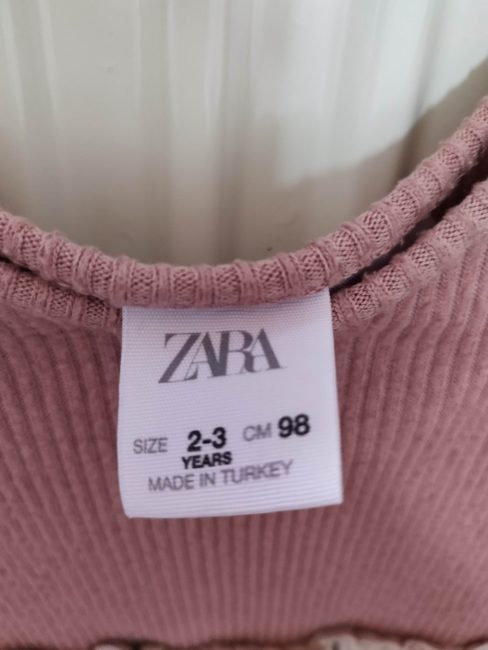 ZARA
SIZE 2-3 CM 98
YEARS
MADE IN TURKEY